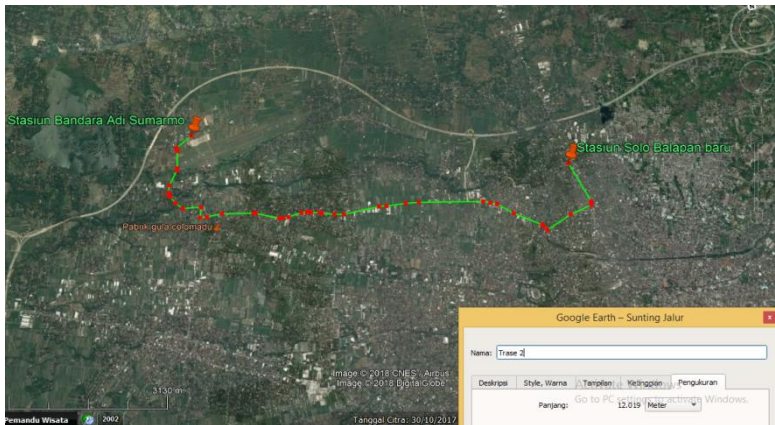 Stasiun Bandara Adi Sumarmo
Stasiun Solo Balapan baru
Pabrik gula colomadu
Google Earth – Sunting Jalur
Nama: Trase 2
Deskripsi Style, Warna Tampilan Ketinggian Pengukuran
Activate Windows
Go to PC settings to activate Windows.
Panjang: 12.019 Meter
Image © 2018 CNES / Airbus
Image © 2018 DigitalGlobe
3130 m
Pemandu Wisata 2002
Tanggal Citra: 30/10/2017